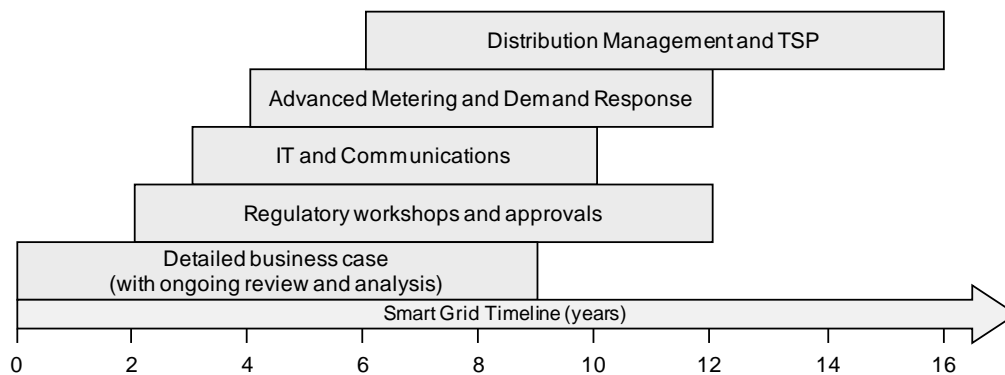 Distribution Management and TSP
Advanced Metering and Demand Response
IT and Communications
Regulatory workshops and approvals
Detailed business case
(with ongoing review and analysis)
Smart Grid Timeline (years)
0 2 4 6 8 10 12 14 16